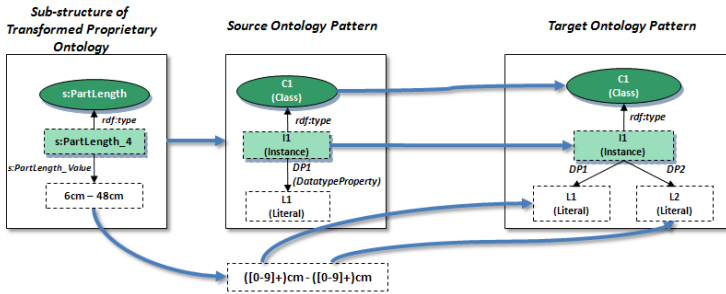 Sub-structure of
Transformed Proprietary
Ontology
s:PartLength
rdf:type
s:PartLength_4
s:PartLength_Value
6cm – 48cm
Source Ontology Pattern
C1
(Class)
rdf:type
I1
(Instance)
DP1
(DatatypeProperty)
L1
(Literal)
Target Ontology Pattern
C1
(Class)
rdf:type
I1
(Instance)
DP1
DP2
L1
(Literal)
L2
(Literal)
([0-9]+)cm - ([0-9]+)cm